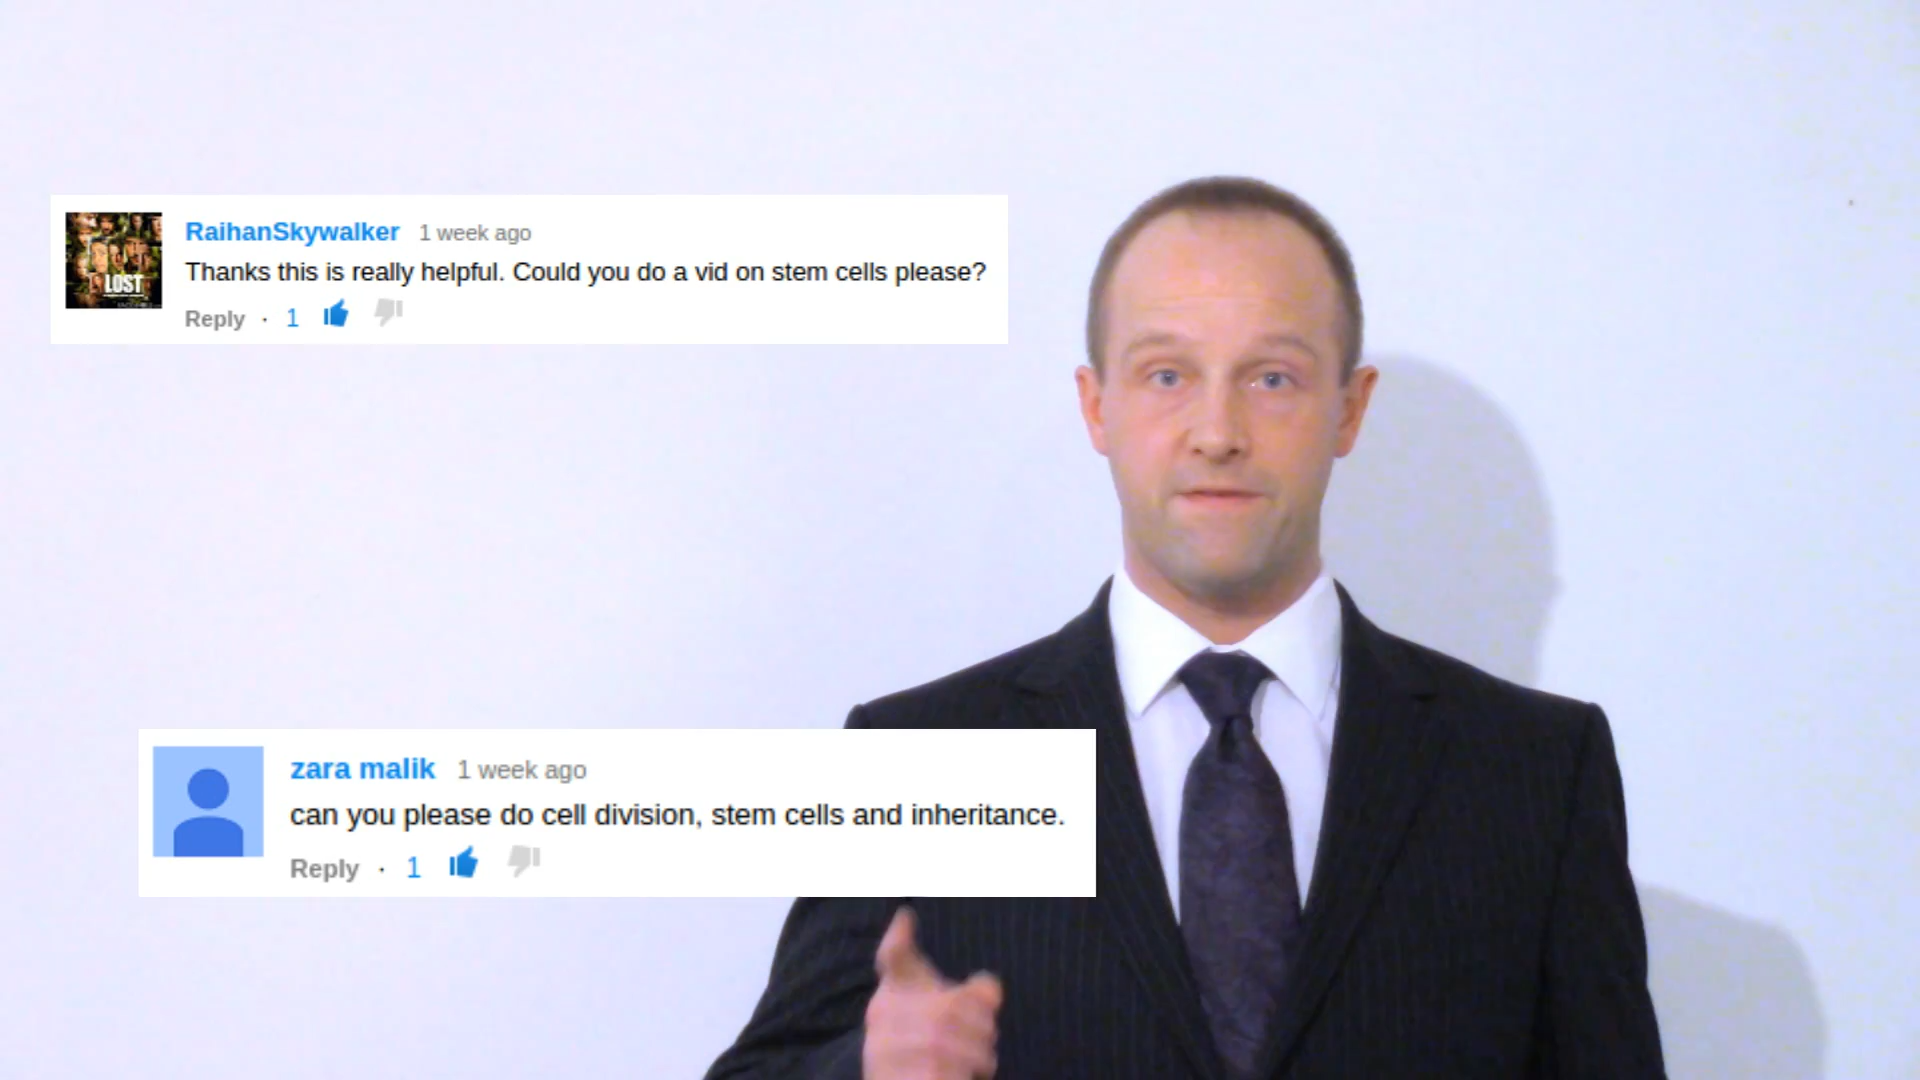 RaihanSkywalker 1 week ago
Thanks this is really helpful. Could you do a vid on stem cells please?
Reply · 1
LOST
zara malik 1 week ago
can you please do cell division, stem cells and inheritance.
Reply · 1